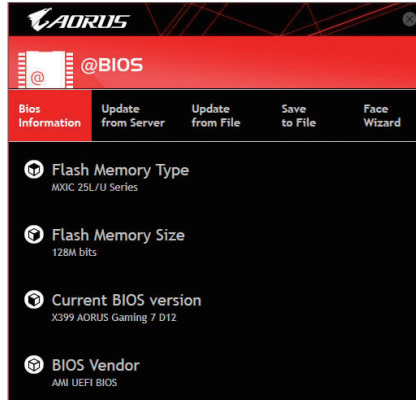 AORUS
@BIOS
@
Bios Information
Update from Server
Update from File
Save to File
Face Wizard
Flash Memory Type
MXIC 25L/U Series
Flash Memory Size
128M bits
Current BIOS version
X399 AORUS Gaming 7 D12
BIOS Vendor
AMI UEFI BIOS